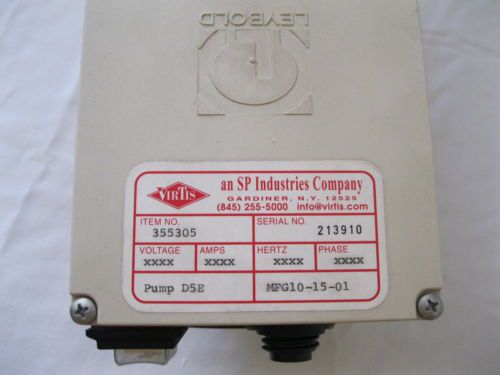 LEYBOLD
VIRTIS
an SP Industries Company
GARDINER, N.Y. 12525
(845) 255-5000 info@virtis.com
ITEM NO. SERIAL NO.
355305 213910
VOLTAGE AMPS HERTZ PHASE
XXXX XXXX XXXX XXXX
Pump D5E MFG10-15-01